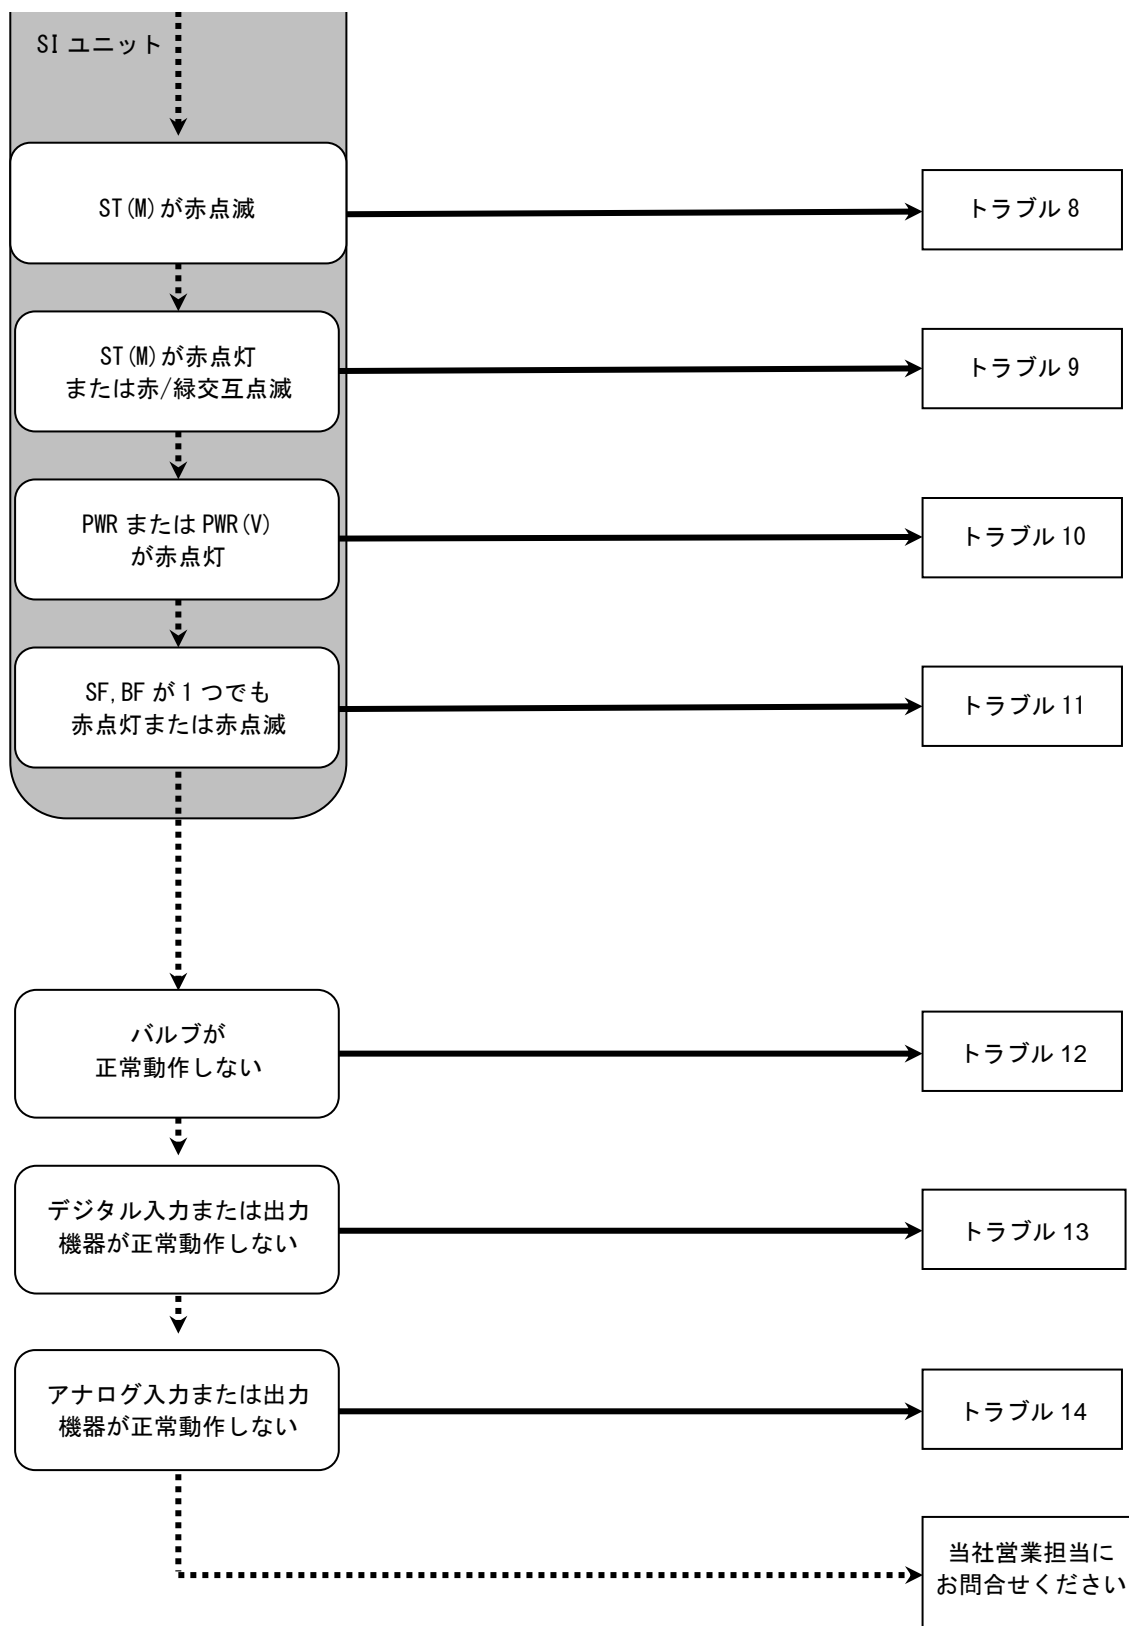 SI ユニット
ST(M)が赤点滅
トラブル 8
ST(M)が赤点灯
または赤/緑交互点滅
トラブル 9
PWR または PWR(V)
が赤点灯
トラブル 10
SF,BF が 1 つでも
赤点灯または赤点滅
トラブル 11
バルブが
正常動作しない
トラブル 12
デジタル入力または出力
機器が正常動作しない
トラブル 13
アナログ入力または出力
機器が正常動作しない
トラブル 14
当社営業担当に
お問合せください